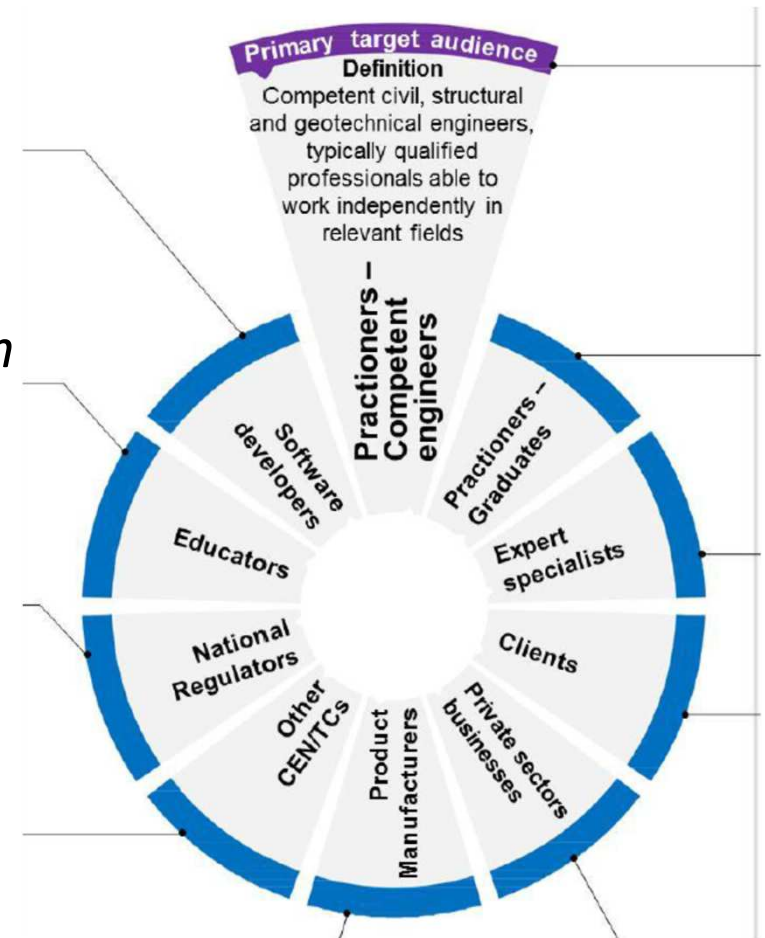 Primary target audience
Definition
Competent civil, structural
and geotechnical engineers,
typically qualified
professionals able to
work independently in
relevant fields
Practioners –
Competent
engineers
Practioners –
Graduates
Expert
specialists
Clients
Private sectors
businesses
Product
Manufacturers
Other
CEN/TCs
National
Regulators
Educators
Software
developers
n